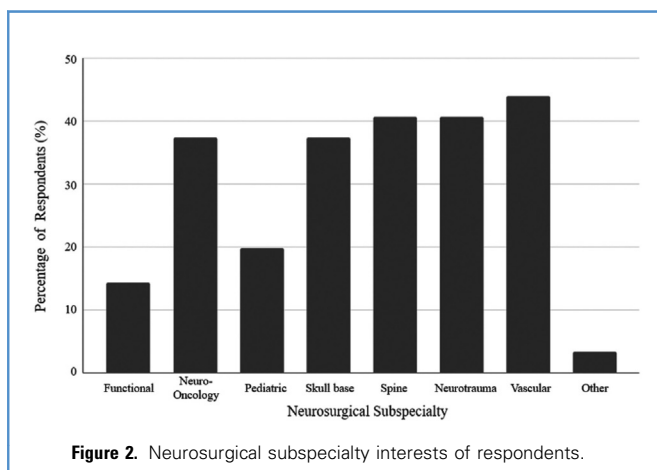 50
40
30
20
10
0
Percentage of Respondents (%)
Functional
Neuro-
Oncology
Pediatric
Skull base
Spine
Neurotrauma
Vascular
Other
Neurosurgical Subspecialty
Figure 2. Neurosurgical subspecialty interests of respondents.